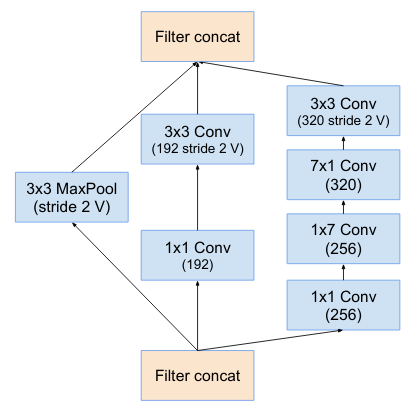 Filter concat
3x3 MaxPool
(stride 2 V)
3x3 Conv
(192 stride 2 V)
1x1 Conv
(192)
3x3 Conv
(320 stride 2 V)
7x1 Conv
(320)
1x7 Conv
(256)
1x1 Conv
(256)
Filter concat